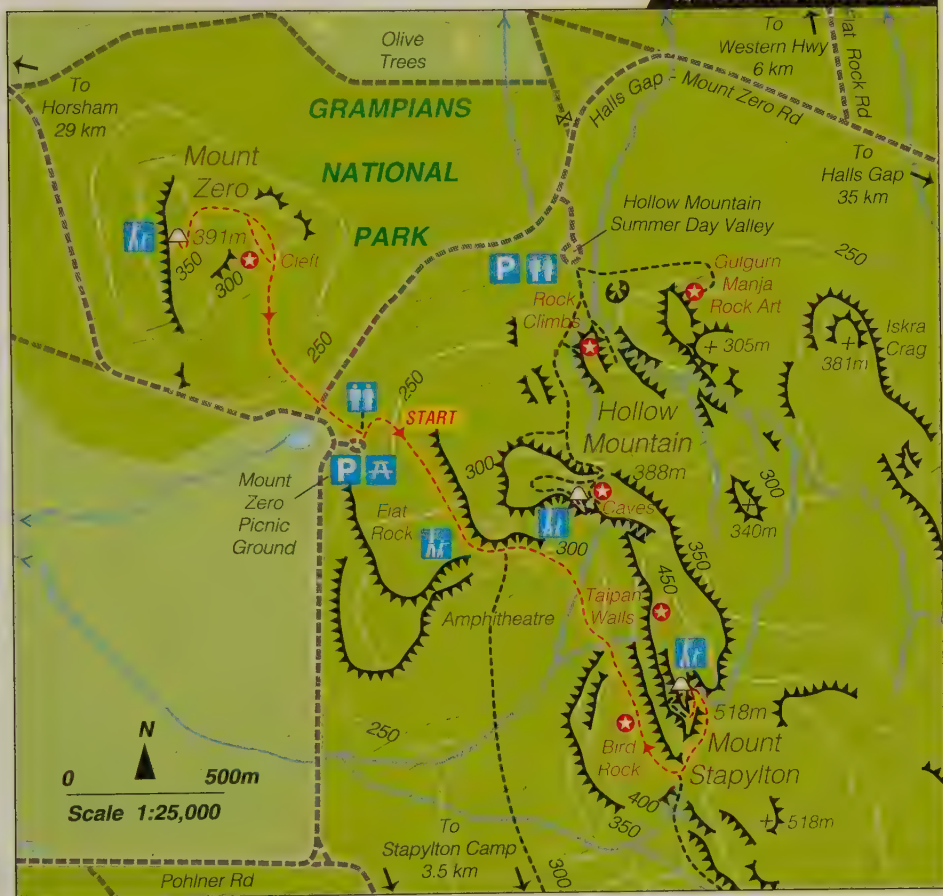 Olive
Trees
To
Western Hwy
6 km
Flat Rock Rd
To
Horsham
29 km
GRAMPIANS
NATIONAL
PARK
Halls Gap - Mount Zero Rd
To
Halls Gap
35 km
Mount
Zero
391m
350
300
Cleft
Hollow Mountain
Summer Day Valley
P
250
Gulgurn
Manja
Rock Art
Rock
Climbs
305m
381m
Iskra
Crag
250
250
START
Hollow
Mountain
388m
300
Caves
300
340m
P
Mount
Zero
Picnic
Ground
Flat
Rock
300
350
450
Taipan
Walls
Amphitheatre
518m
Mount
Stapylton
Bird
Rock
250
N
0 500m
Scale 1:25,000
400
350
518m
To
Stapylton Camp
3.5 km
300
Pohlner Rd